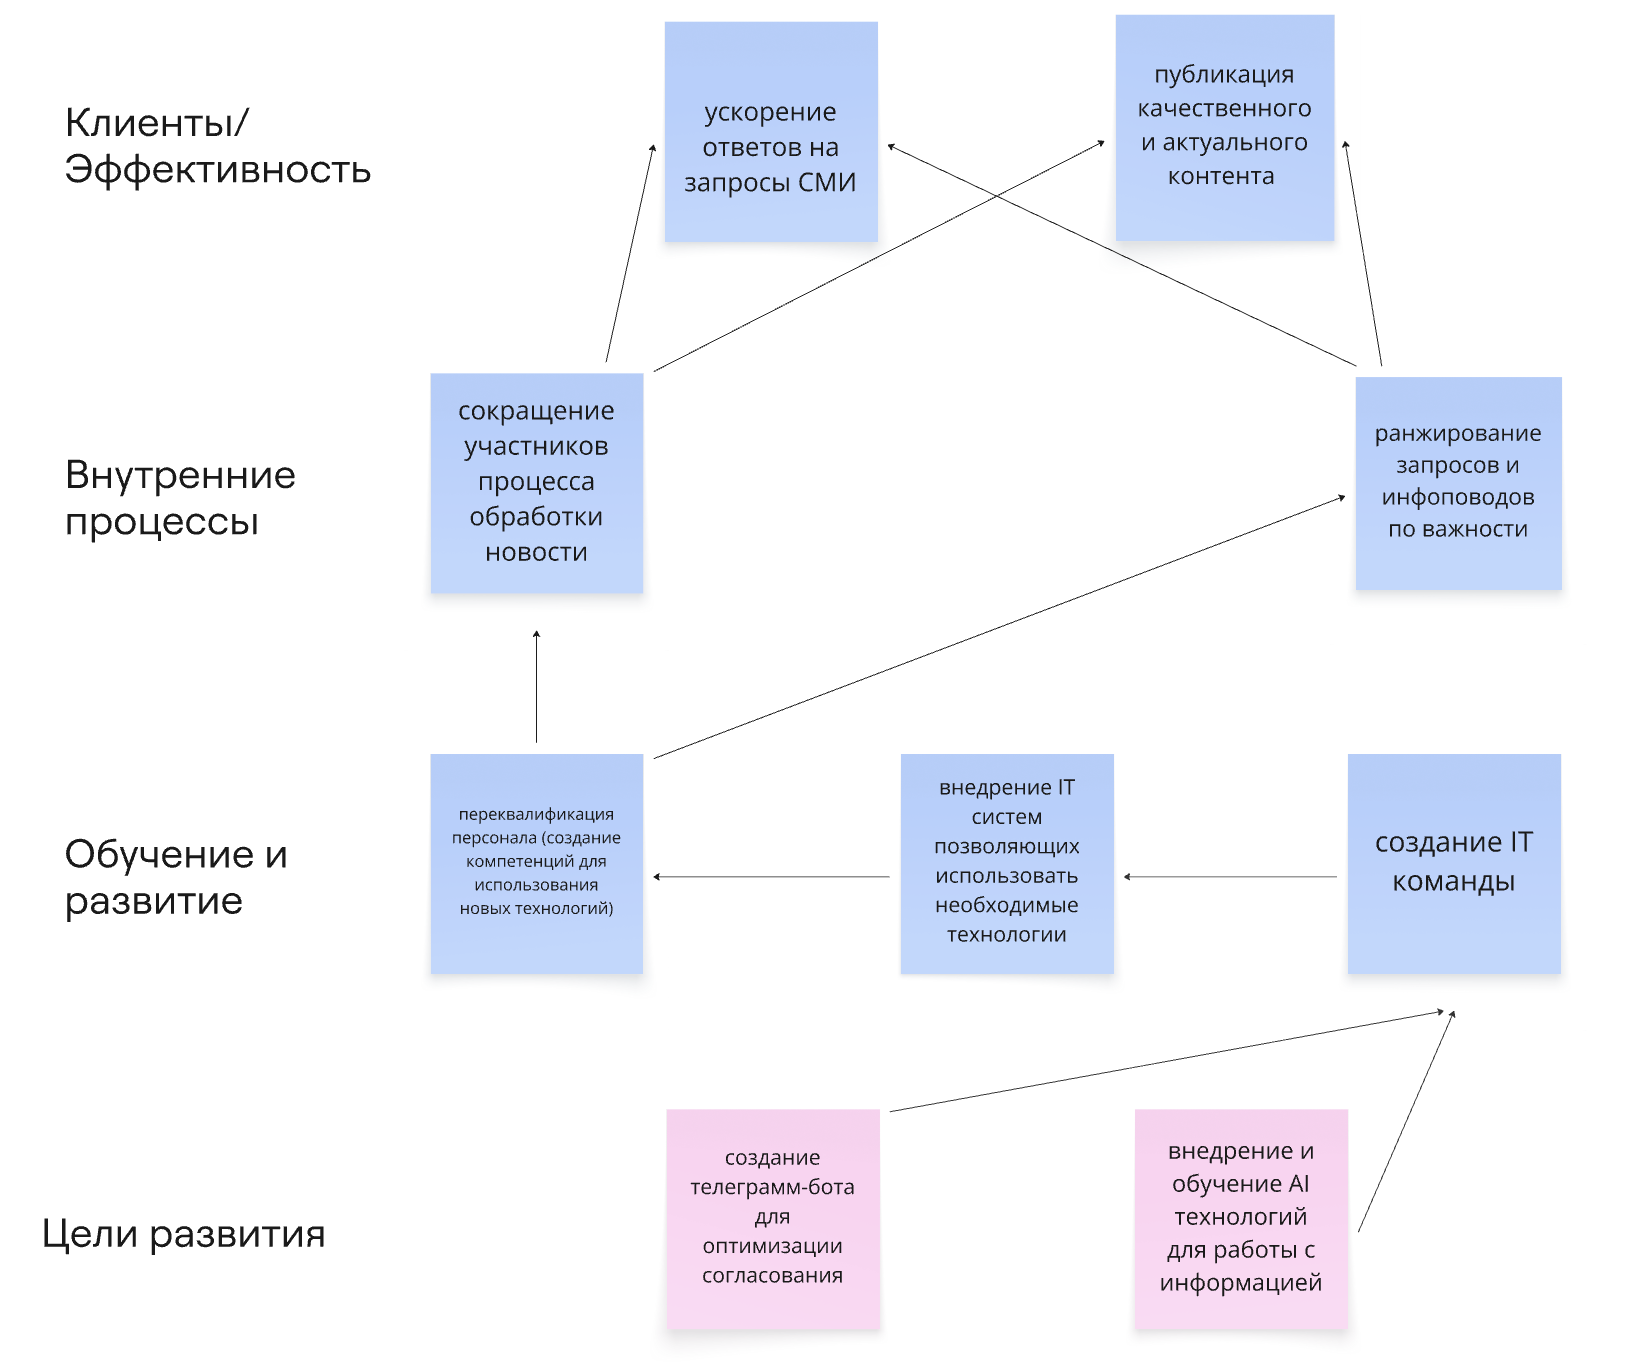 Клиенты/
Эффективность
ускорение
ответов на
запросы СМИ
публикация
качественного
и актуального
контента
Внутренние
процессы
сокращение
участников
процесса
обработки
новости
ранжирование
запросов и
инфоповодов
по важности
Обучение и
развитие
переквалификация
персонала (создание
компетенций для
использования
новых технологий)
внедрение IT
систем
позволяющих
использовать
необходимые
технологии
создание IT
команды
Цели развития
создание
телеграмм-бота
для
оптимизации
согласования
внедрение и
обучение AI
технологий
для работы с
информацией